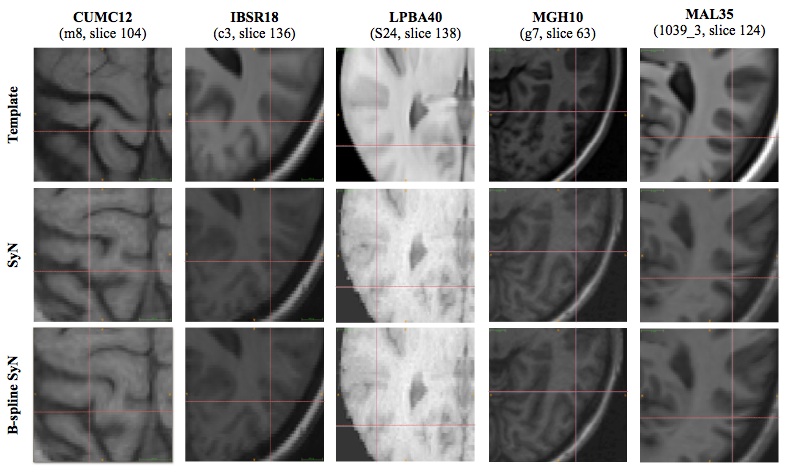 CUMC12 IBSR18 LPBA40 MGH10 MAL35
(m8, slice 104) (c3, slice 136) (S24, slice 138) (g7, slice 63) (1039_3, slice 124)
Template
SyN
B-spline SyN